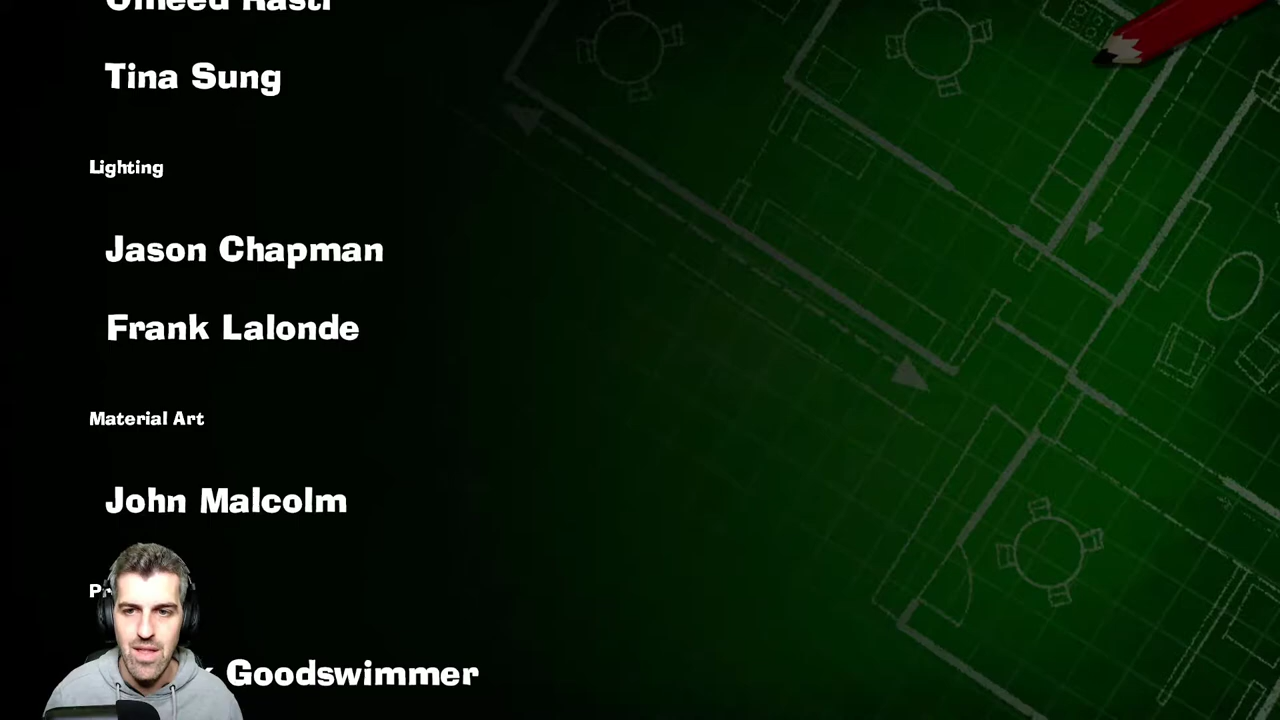 Tina Sung
Lighting
Jason Chapman
Frank Lalonde
Material Art
John Malcolm
Goodswimmer